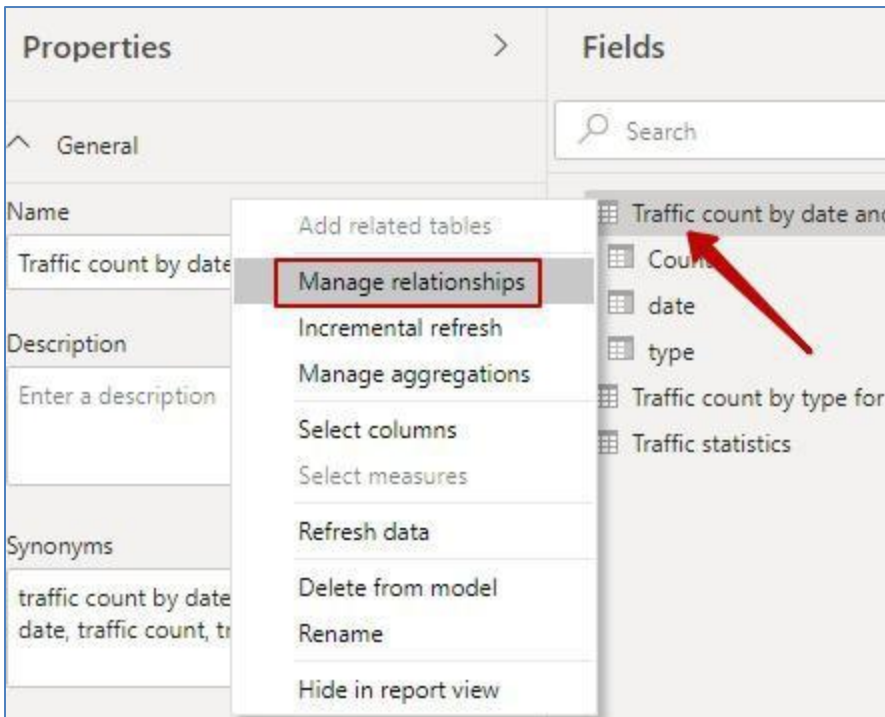 Properties
General
Name
Traffic count by date
Description
Enter a description
Synonyms
traffic count by date
date, traffic count, tr
Add related tables
Manage relationships
Incremental refresh
Manage aggregations
Select columns
Select measures
Refresh data
Delete from model
Rename
Hide in report view
Fields
Search
Traffic count by date and
Coun
date
type
Traffic count by type for
Traffic statistics